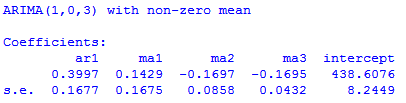 ARIMA(1,0,3) with non-zero mean
Coefficients:
ar1 ma1 ma2 ma3 intercept
0.3997 0.1429 -0.1697 -0.1695 438.6076
s.e. 0.1677 0.1675 0.0858 0.0432 8.2449